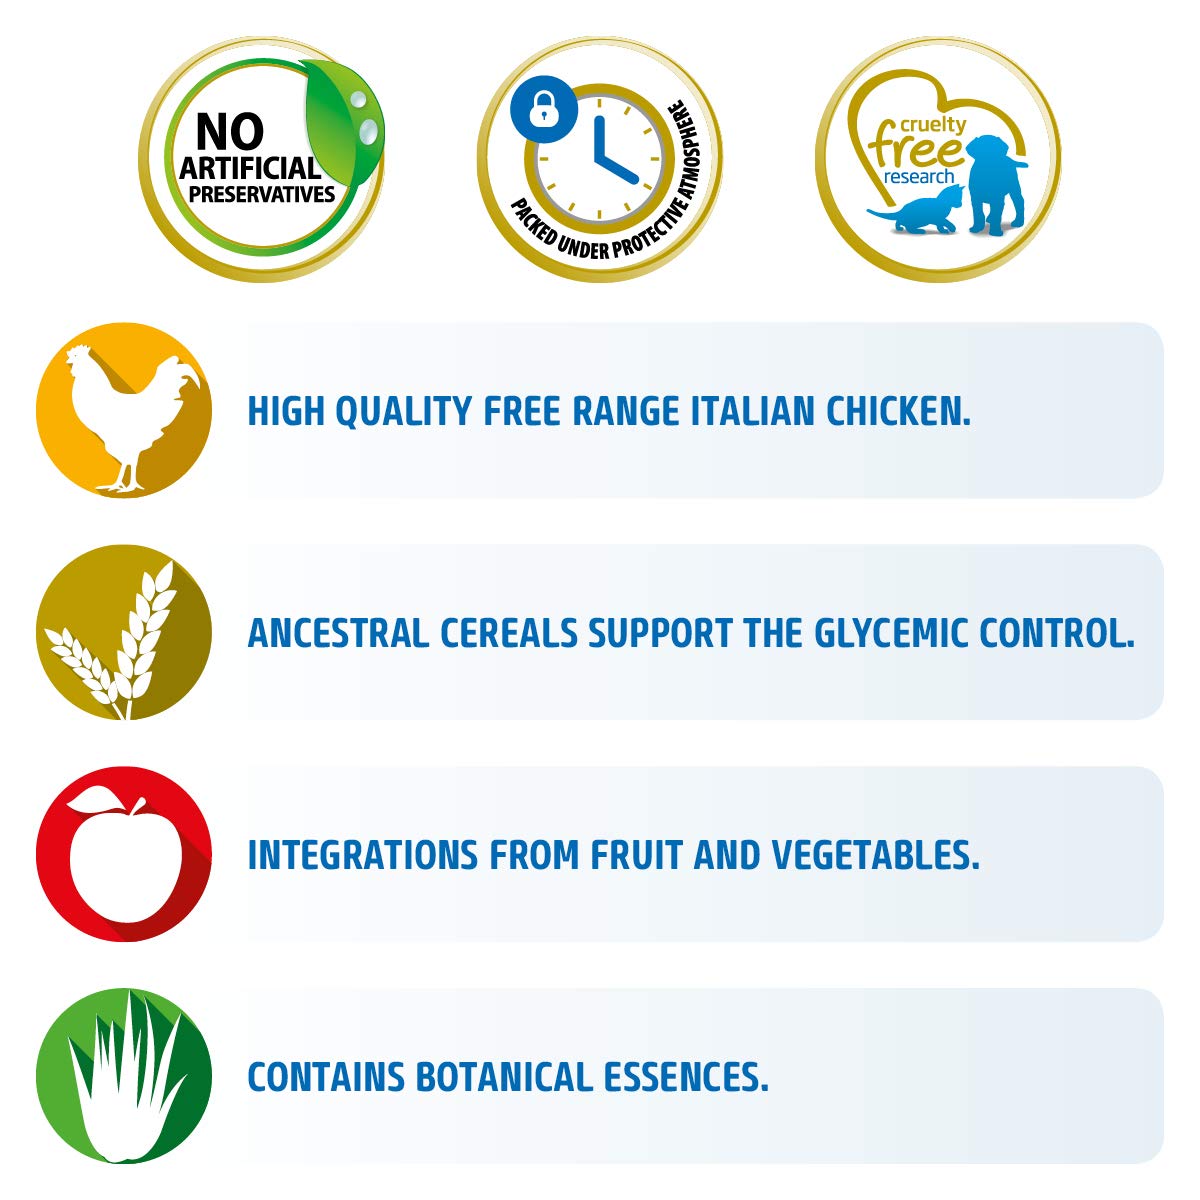 NO
ARTIFICIAL
PRESERVATIVES
PACKED UNDER PROTECTIVE ATMOSPHERE
cruelty
free
research
HIGH QUALITY FREE RANGE ITALIAN CHICKEN.
ANCESTRAL CEREALS SUPPORT THE GLYCEMIC CONTROL.
INTEGRATIONS FROM FRUIT AND VEGETABLES.
CONTAINS BOTANICAL ESSENCES.